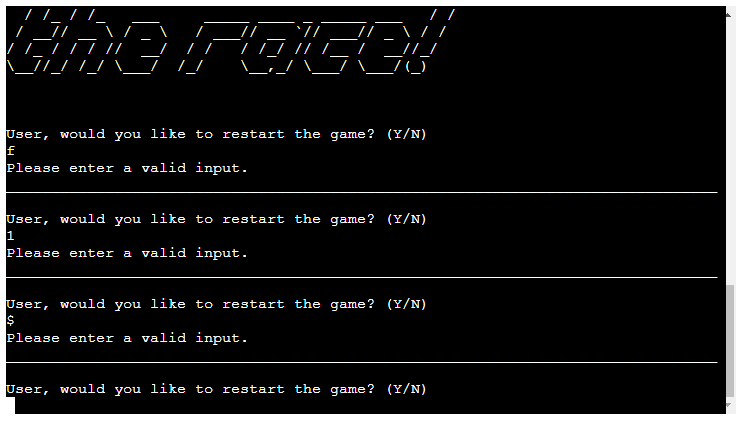 the race!
User, would you like to restart the game? (Y/N)
f
Please enter a valid input.
User, would you like to restart the game? (Y/N)
1
Please enter a valid input.
User, would you like to restart the game? (Y/N)
$
Please enter a valid input.
User, would you like to restart the game? (Y/N)